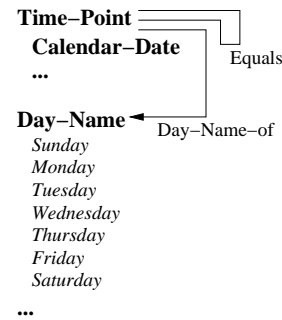 Time−Point
Calendar−Date
Equals
...
Day−Name
Day−Name−of
Sunday
Monday
Tuesday
Wednesday
Thursday
Friday
Saturday
...